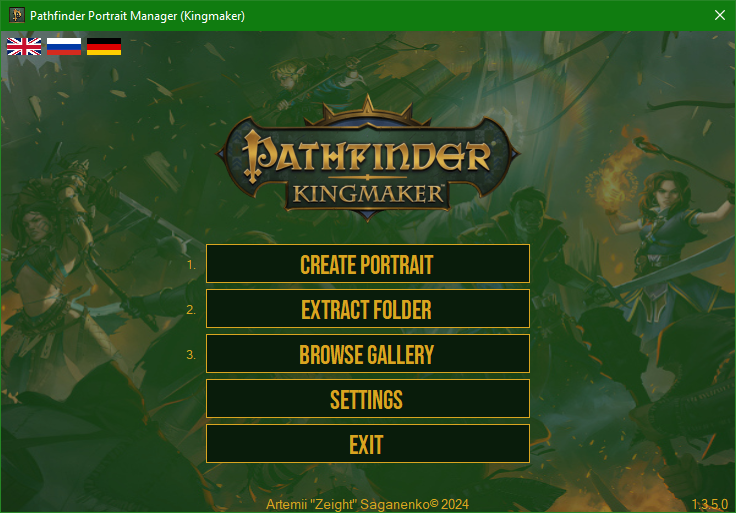 Pathfinder Portrait Manager (Kingmaker)
PATHFINDER
KINGMAKER™
1. CREATE PORTRAIT
2. EXTRACT FOLDER
3. BROWSE GALLERY
SETTINGS
EXIT
Artemii "Zeight" Saganenko© 2024
1.3.5.0